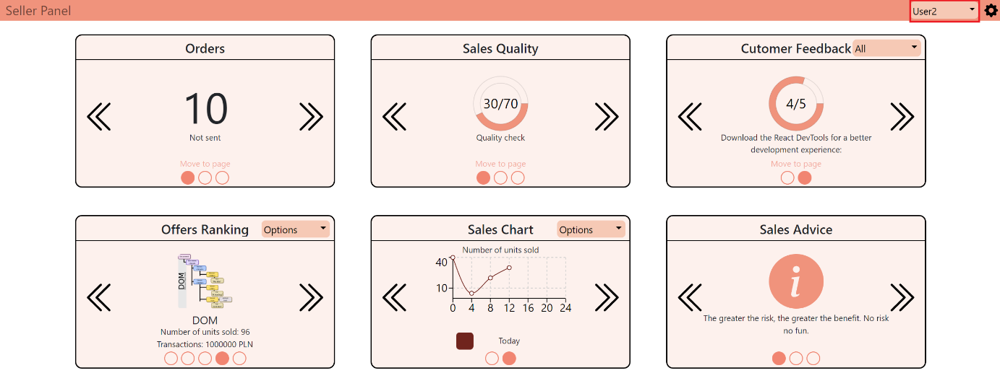 Seller Panel
User2
Orders
10
Not sent
Move to page
Sales Quality
30/70
Quality check
Move to page
Cutomer Feedback
All
4/5
Download the React DevTools for a better
development experience:
Move to page
Offers Ranking
Options
DOM
DOM
Number of units sold: 96
Transactions: 1000000 PLN
Sales Chart
Options
Number of units sold
40
10
0 4 8 12 16 20 24
Today
Sales Advice
i
The greater the risk, the greater the benefit. No risk
no fun.